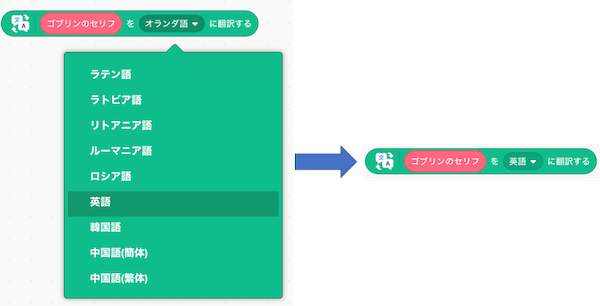 ゴブリンのセリフ を オランダ語 に翻訳する
ラテン語
ラトビア語
リトアニア語
ルーマニア語
ロシア語
英語
韓国語
中国語(簡体)
中国語(繁体)
ゴブリンのセリフ を 英語 に翻訳する